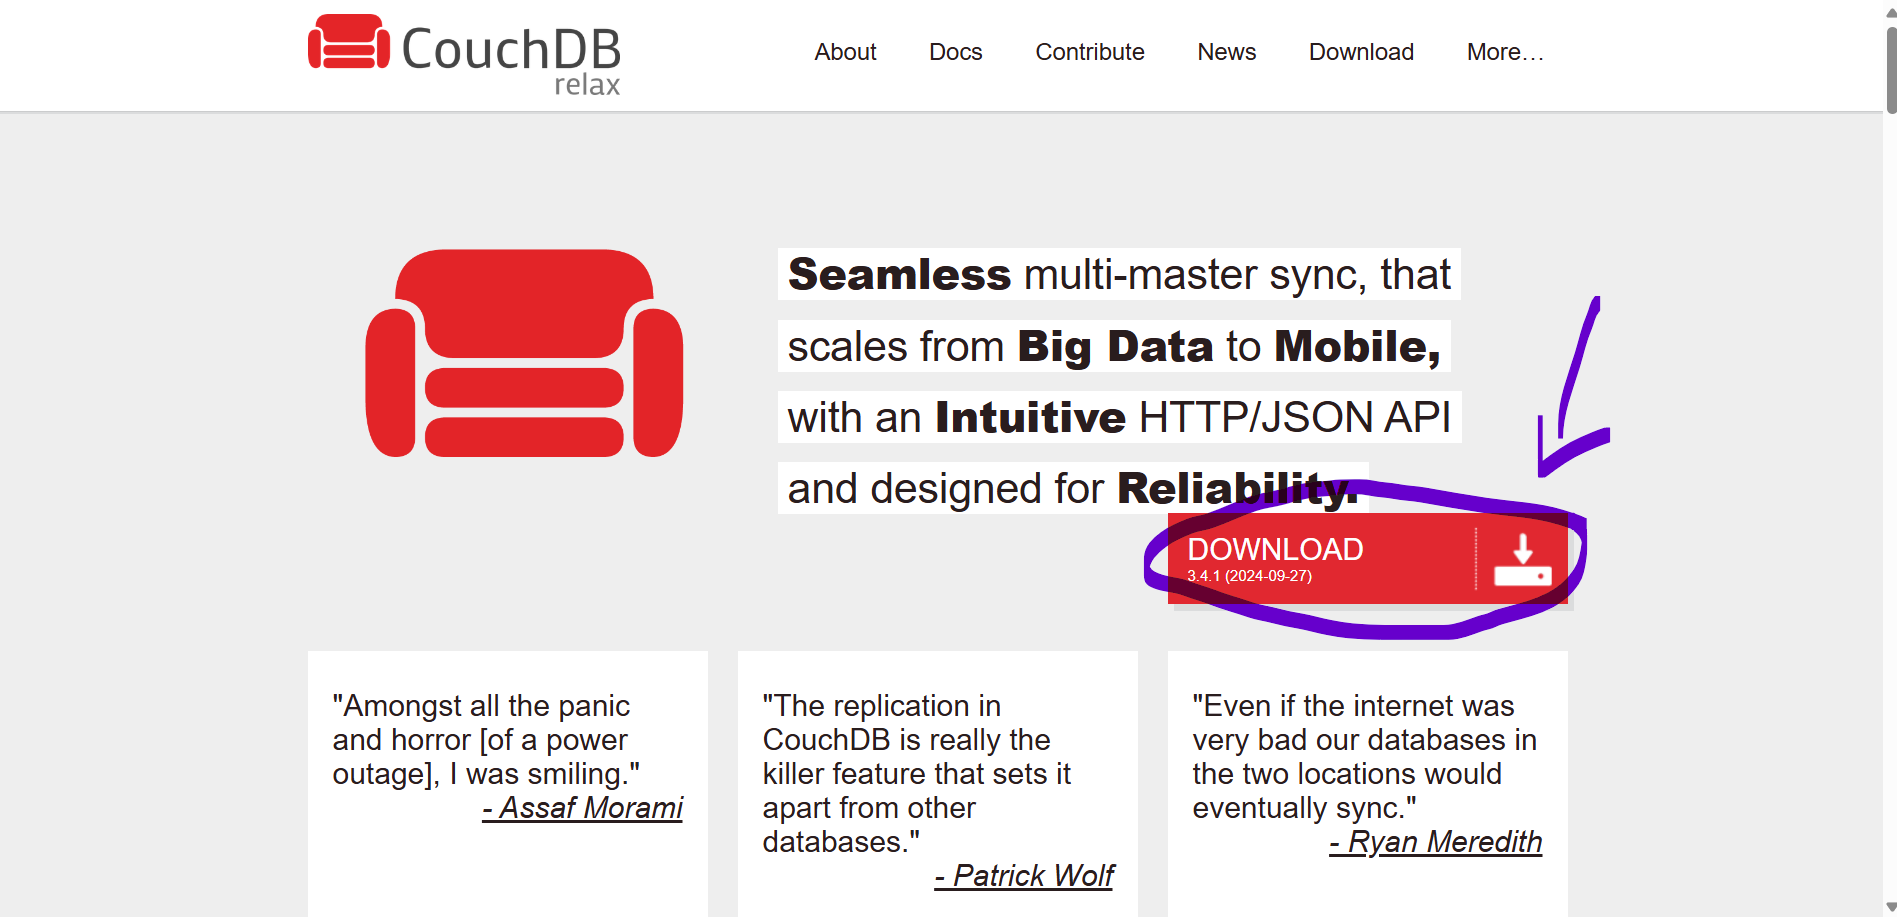 CouchDB
relax
About Docs Contribute News Download More…
Seamless multi-master sync, that
scales from Big Data to Mobile,
with an Intuitive HTTP/JSON API
and designed for Reliability.
DOWNLOAD
3.4.1 (2024-09-27)
"Amongst all the panic
and horror [of a power
outage], I was smiling."
- Assaf Morami
"The replication in
CouchDB is really the
killer feature that sets it
apart from other
databases."
- Patrick Wolf
"Even if the internet was
very bad our databases in
the two locations would
eventually sync."
- Ryan Meredith